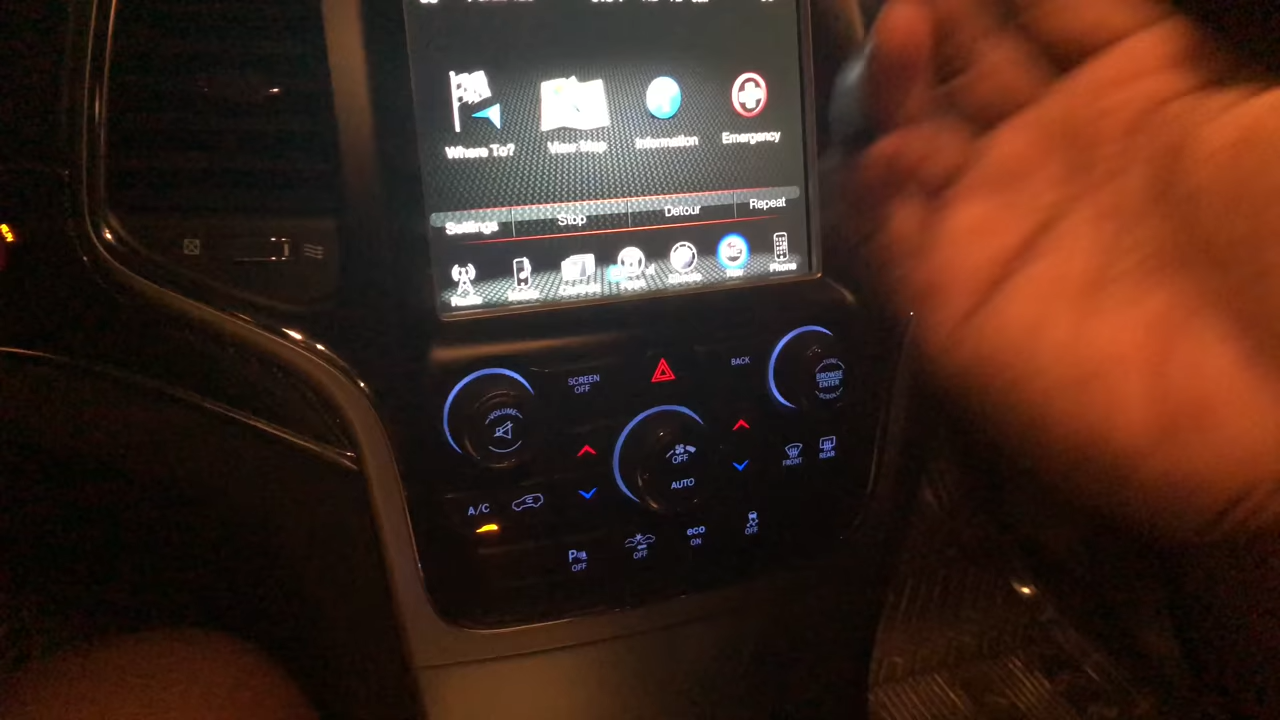 Where To?
View Map
Information
Emergency
Settings
Stop
Detour
Repeat
Phone
SCREEN
OFF
BACK
VOLUME
BROWSE
ENTER
SCROLL
OFF
AUTO
FRONT
REAR
A/C
P
OFF
OFF
eco
ON
OFF